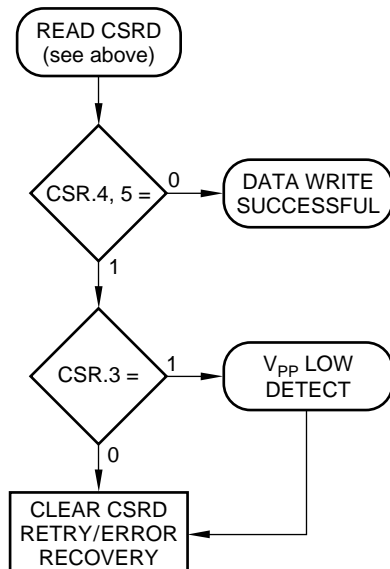 READ CSRD
(see above)
CSR.4, 5 =
0
DATA WRITE
SUCCESSFUL
1
CSR.3 =
1
VPP LOW
DETECT
0
CLEAR CSRD
RETRY/ERROR
RECOVERY